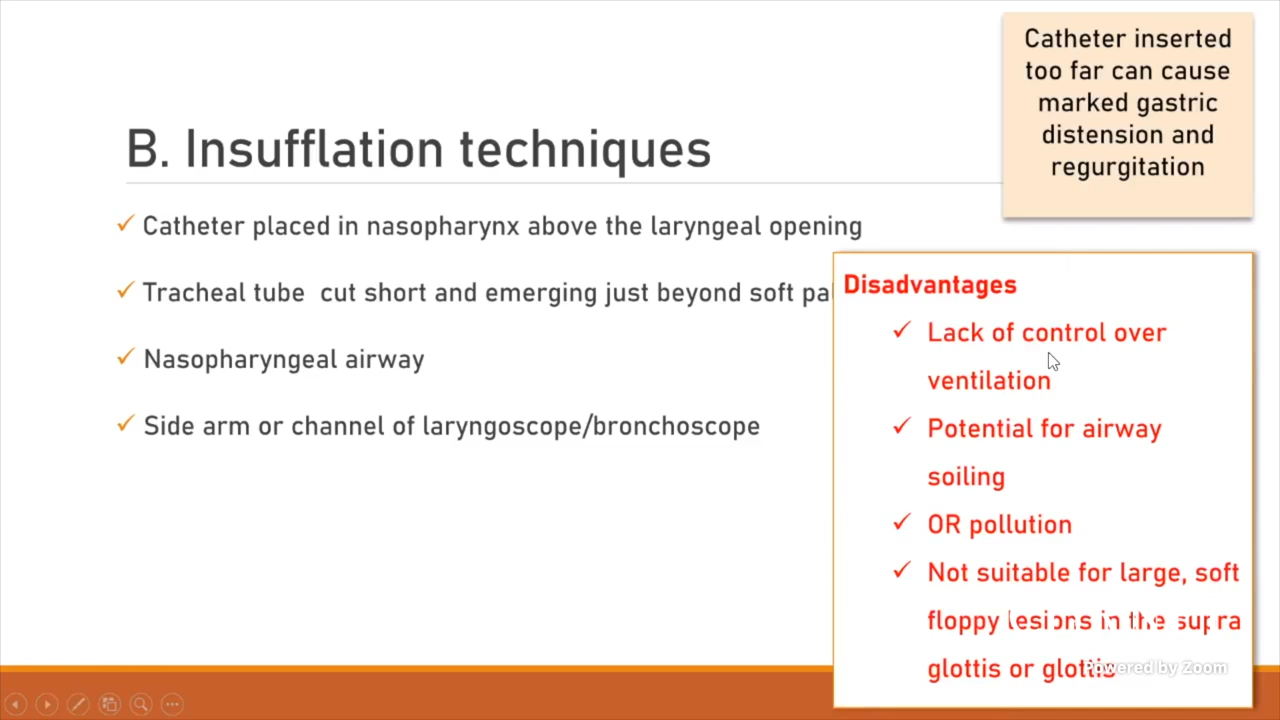 Catheter inserted
too far can cause
marked gastric
distension and
regurgitation
B. Insufflation techniques
✓ Catheter placed in nasopharynx above the laryngeal opening
✓ Tracheal tube cut short and emerging just beyond soft
✓ Nasopharyngeal airway
✓ Side arm or channel of laryngoscope/bronchoscope
Disadvantages
✓ Lack of control over
ventilation
✓ Potential for airway
soiling
✓ OR pollution
✓ Not suitable for large, soft
floppy lesions in the supra
glottis or glottis
Powered by Zoom